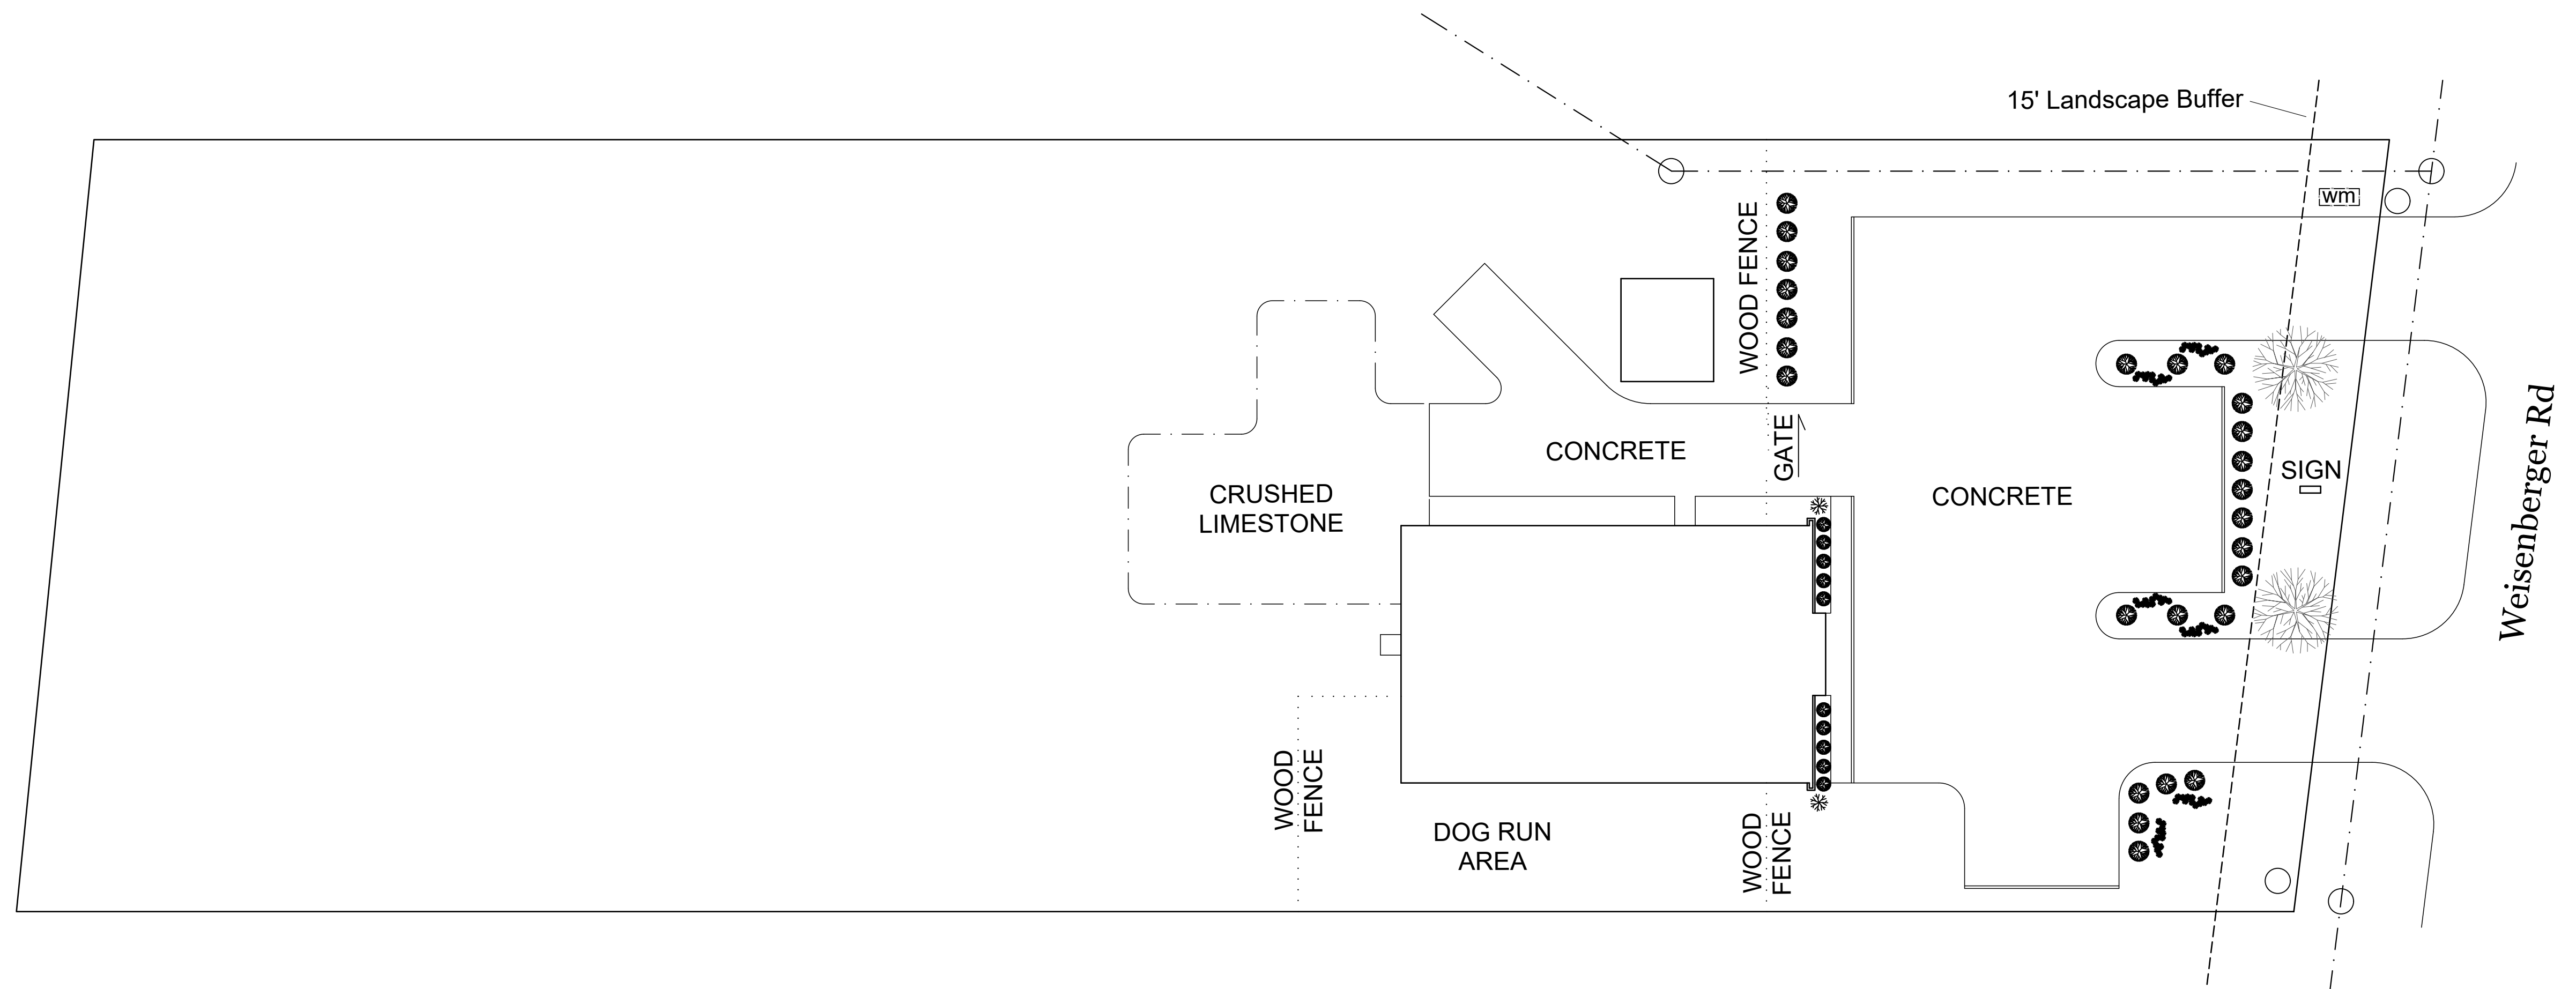 15' Landscape Buffer
wm
WOOD FENCE
GATE
CONCRETE
CRUSHED
LIMESTONE
CONCRETE
SIGN
Weisenberger Rd
WOOD
FENCE
DOG RUN
AREA
WOOD
FENCE